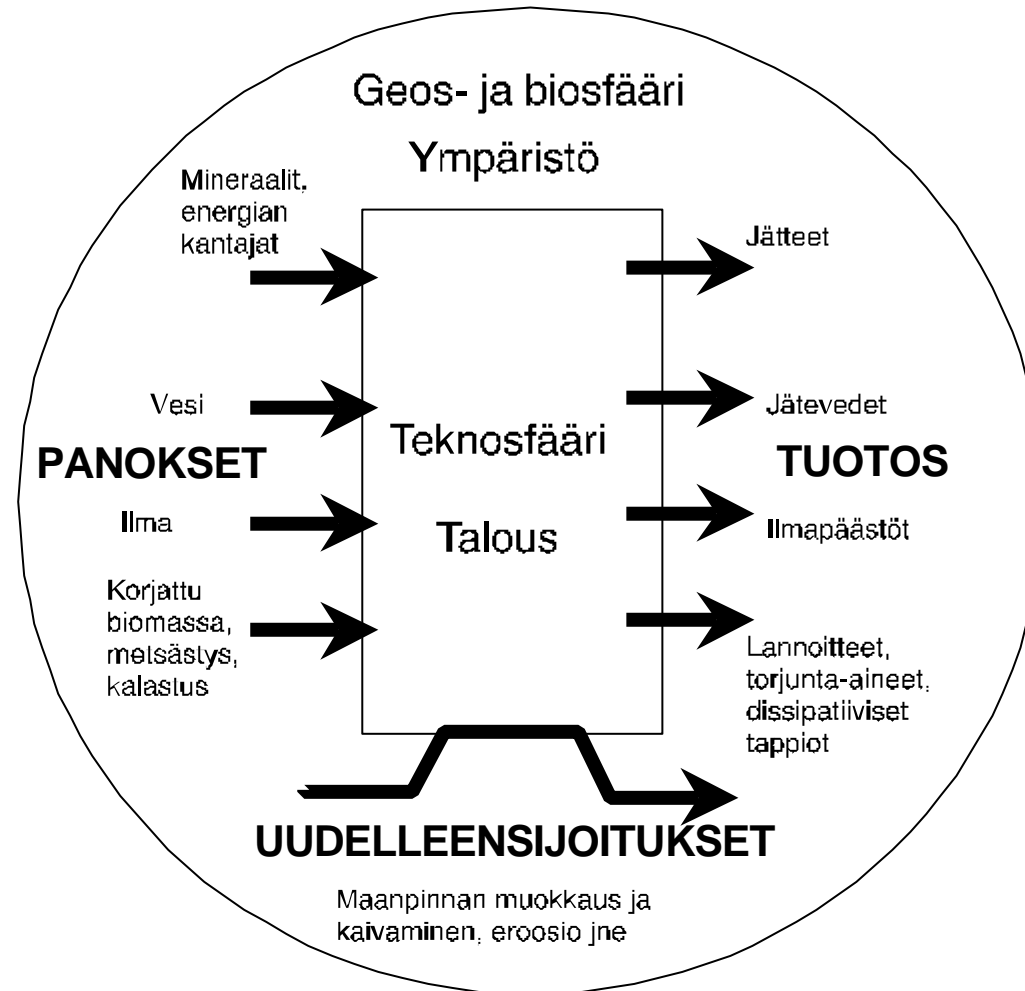 Geos- ja biosfääri
Ympäristö
Mineraalit,
energian
kantajat
Jätteet
Vesi
Jätevedet
PANOKSET
Teknosfääri
TUOTOS
Ilma
Talous
Ilmapäästöt
Korjattu
biomassa,
metsästys,
kalastus
Lannoitteet,
torjunta-aineet,
dissipatiiviset
tappiot
UUDELLEENSIJOITUKSET
Maanpinnan muokkaus ja
kaivaminen, eroosio jne